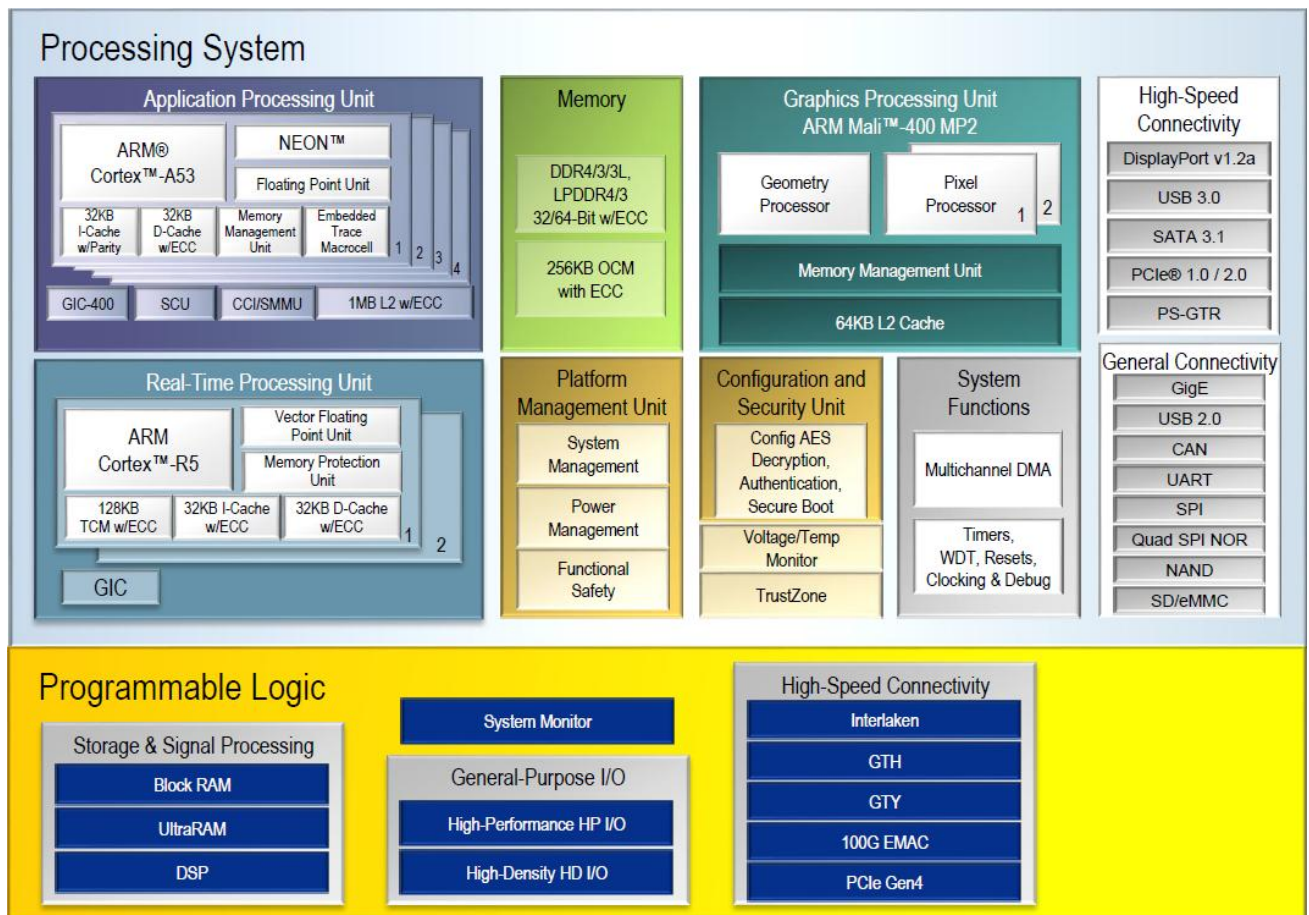 Processing System
Application Processing Unit
ARM®
Cortex™-A53
NEON™
Floating Point Unit
32KB
I-Cache
w/Parity
32KB
D-Cache
w/ECC
Memory
Management
Unit
Embedded
Trace
Macrocell
1
2
3
4
GIC-400
SCU
CCI/SMMU
1MB L2 w/ECC
Memory
DDR4/3/3L,
LPDDR4/3
32/64-Bit w/ECC
256KB OCM
with ECC
Graphics Processing Unit
ARM Mali™-400 MP2
Geometry
Processor
Pixel
Processor
1
2
Memory Management Unit
64KB L2 Cache
High-Speed
Connectivity
DisplayPort v1.2a
USB 3.0
SATA 3.1
PCIe® 1.0 / 2.0
PS-GTR
Real-Time Processing Unit
ARM
Cortex™-R5
Vector Floating
Point Unit
Memory Protection
Unit
128KB
TCM w/ECC
32KB I-Cache
w/ECC
32KB D-Cache
w/ECC
1
2
GIC
Platform
Management Unit
System
Management
Power
Management
Functional
Safety
Configuration and
Security Unit
Config AES
Decryption,
Authentication,
Secure Boot
Voltage/Temp
Monitor
TrustZone
System
Functions
Multichannel DMA
Timers,
WDT, Resets,
Clocking & Debug
General Connectivity
GigE
USB 2.0
CAN
UART
SPI
Quad SPI NOR
NAND
SD/eMMC
Programmable Logic
Storage & Signal Processing
Block RAM
UltraRAM
DSP
System Monitor
General-Purpose I/O
High-Performance HP I/O
High-Density HD I/O
High-Speed Connectivity
Interlaken
GTH
GTY
100G EMAC
PCIe Gen4